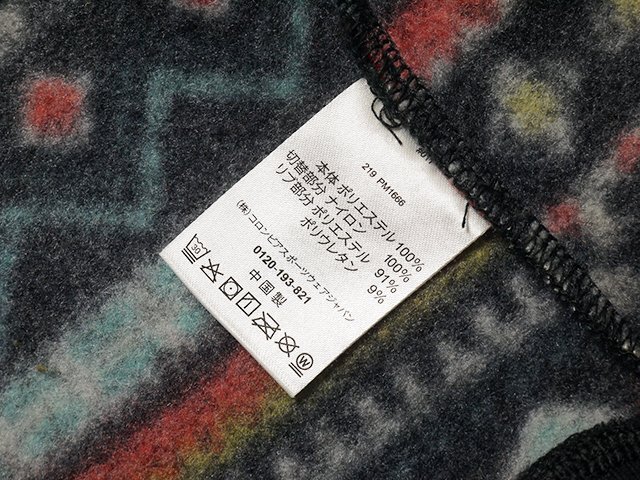 219 PM1666
本体 ポリエステル 100%
切替部分 ナイロン 100%
リブ部分 ポリエステル 91%
ポリウレタン 9%
(株) コロンビアスポーツウェアジャパン
0120-193-821
中国製
W